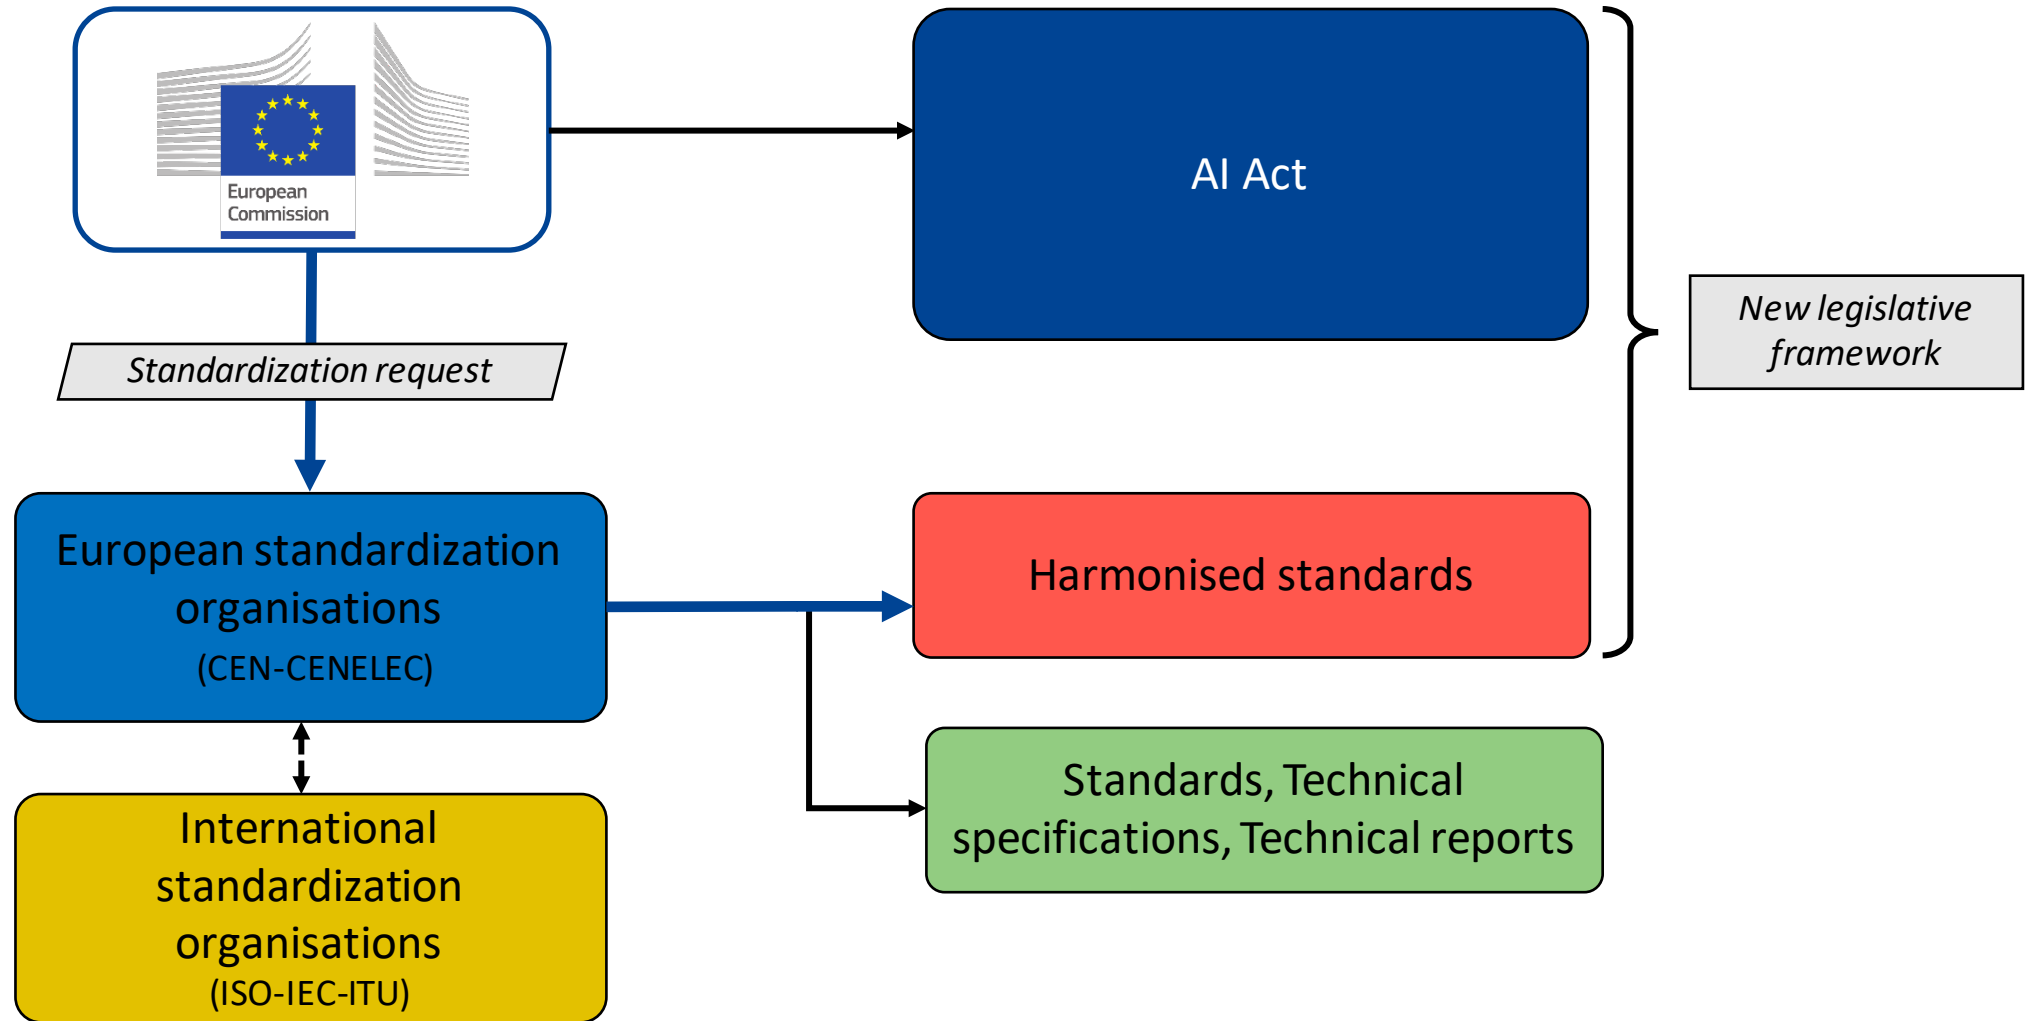 European
Commission
AI Act
New legislative
framework
Standardization request
European standardization
organisations
(CEN-CENELEC)
Harmonised standards
Standards, Technical
specifications, Technical reports
International
standardization
organisations
(ISO-IEC-ITU)